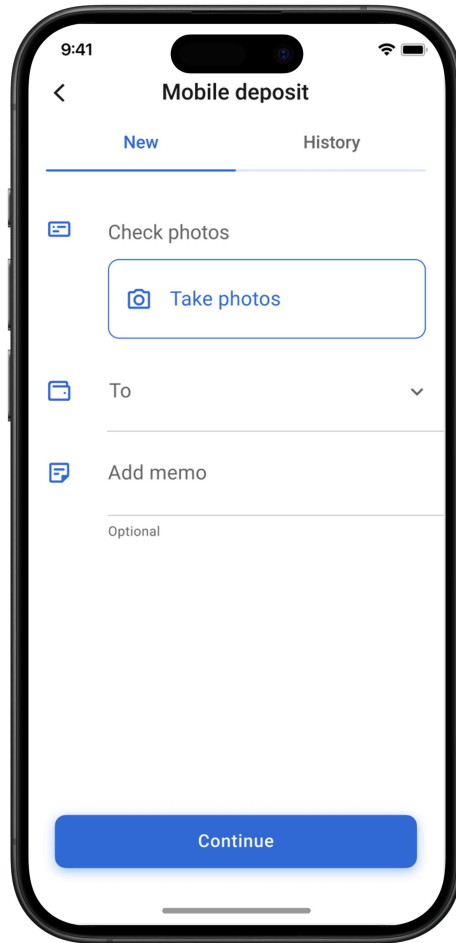 9:41
Mobile deposit
New History
Check photos
Take photos
To
Add memo
Optional
Continue